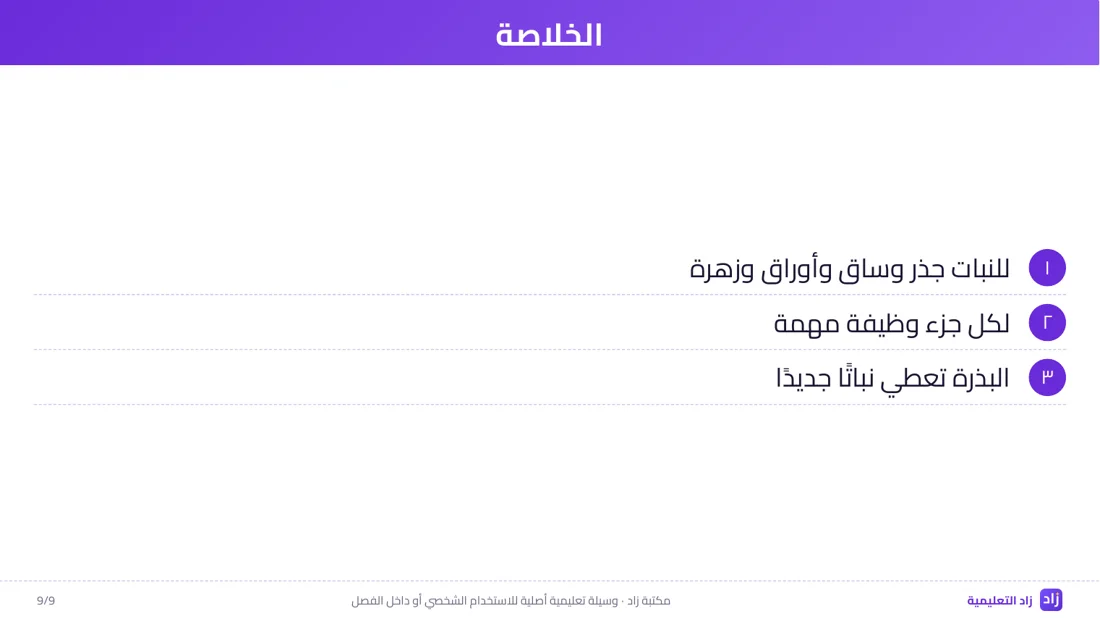 الخلاصة
١ للنبات جذر وساق وأوراق وزهرة
٢ لكل جزء وظيفة مهمة
٣ البذرة تعطي نباتًا جديدًا
زاد زاد التعليمية
مكتبة زاد · وسيلة تعليمية أصلية للاستخدام الشخصي أو داخل الفصل
9/9